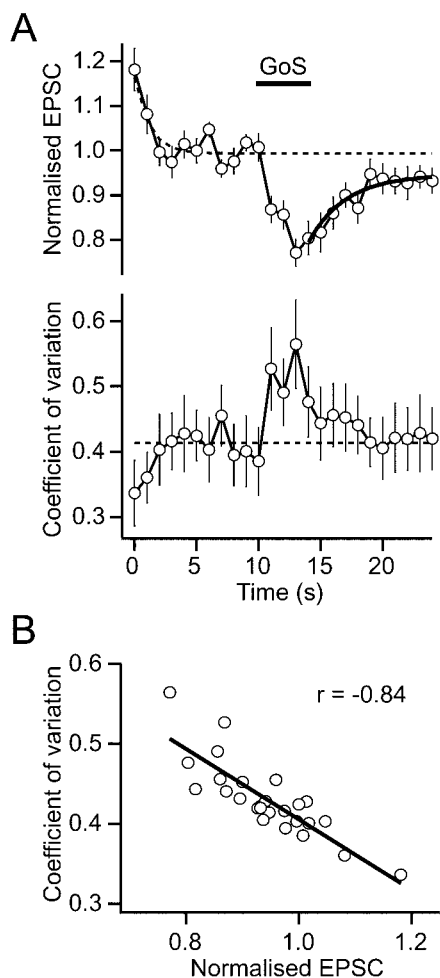 A
GoS
Normalised EPSC
1.2
1.1
1.0
0.9
0.8
Coefficient of variation
0.6
0.5
0.4
0.3
0 5 10 15 20
Time (s)
B
Coefficient of variation
0.6
0.5
0.4
0.3
r = -0.84
0.8 1.0 1.2
Normalised EPSC